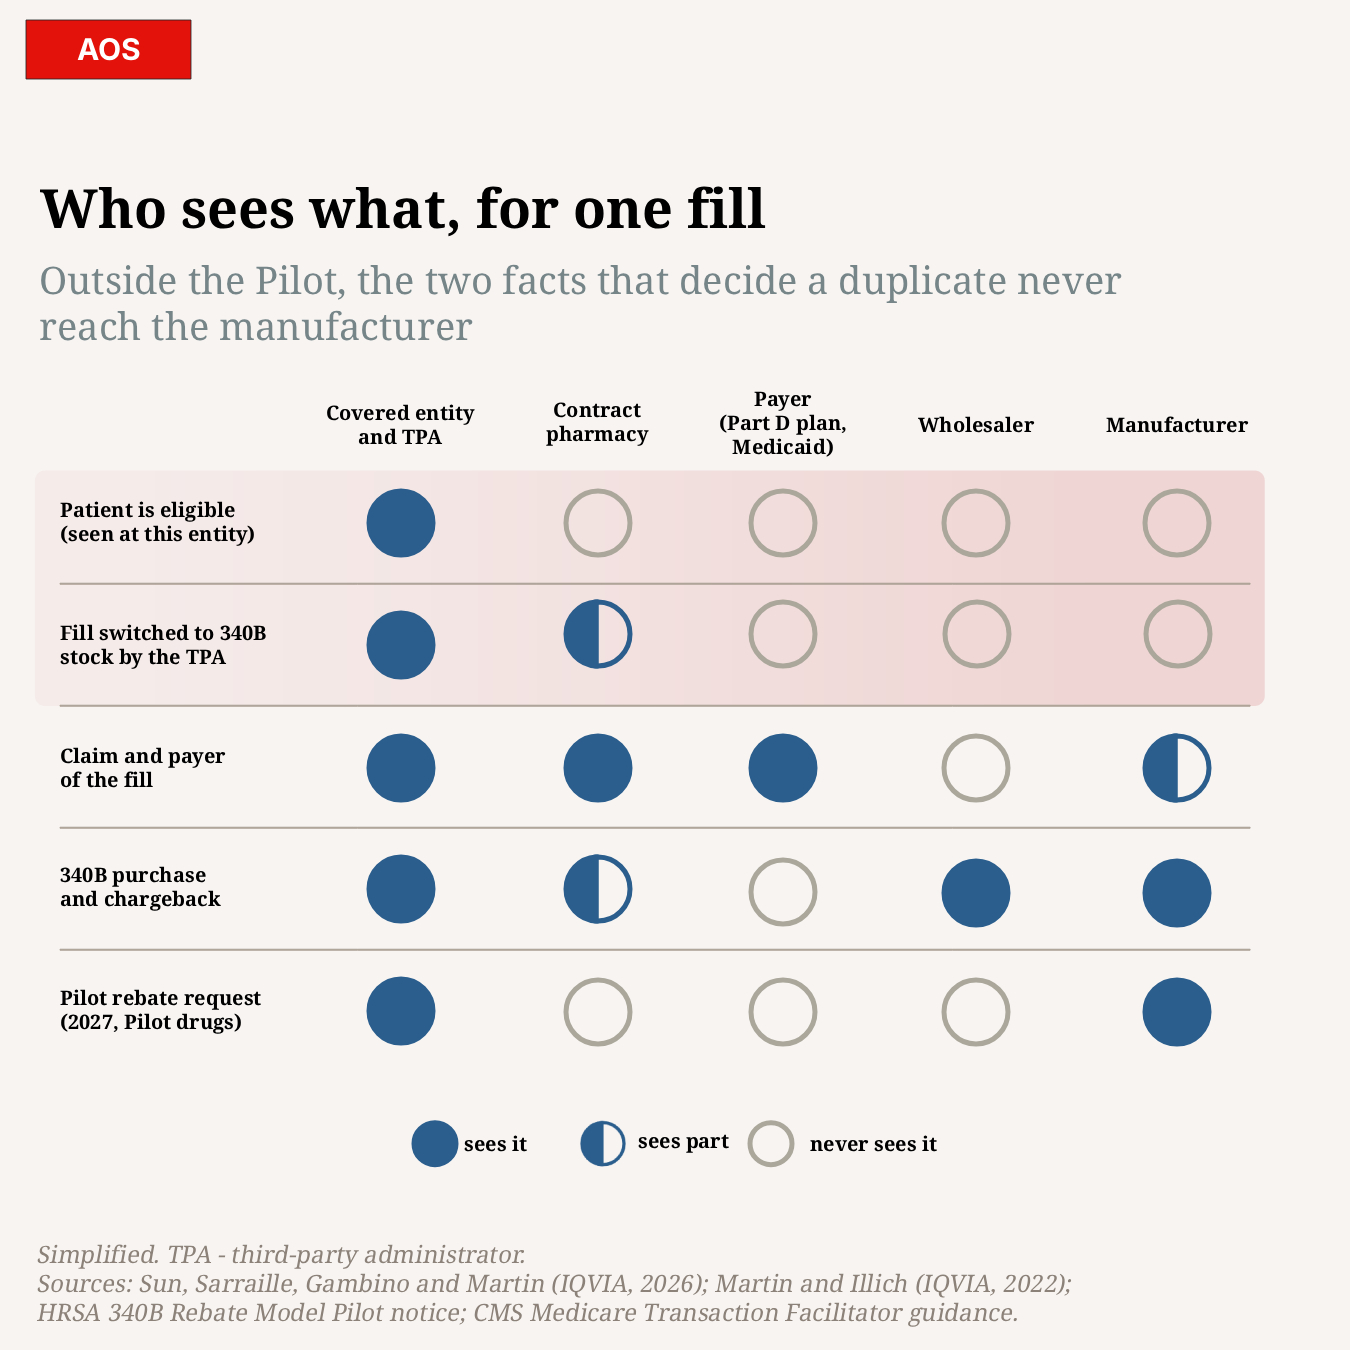 AOS
Who sees what, for one fill
Outside the Pilot, the two facts that decide a duplicate never
reach the manufacturer
Covered entity
and TPA
Contract
pharmacy
Payer
(Part D plan,
Medicaid)
Wholesaler
Manufacturer
Patient is eligible
(seen at this entity)
Fill switched to 340B
stock by the TPA
Claim and payer
of the fill
340B purchase
and chargeback
Pilot rebate request
(2027, Pilot drugs)
sees it
sees part
never sees it
Simplified. TPA - third-party administrator.
Sources: Sun, Sarraille, Gambino and Martin (IQVIA, 2026); Martin and Illich (IQVIA, 2022);
HRSA 340B Rebate Model Pilot notice; CMS Medicare Transaction Facilitator guidance.